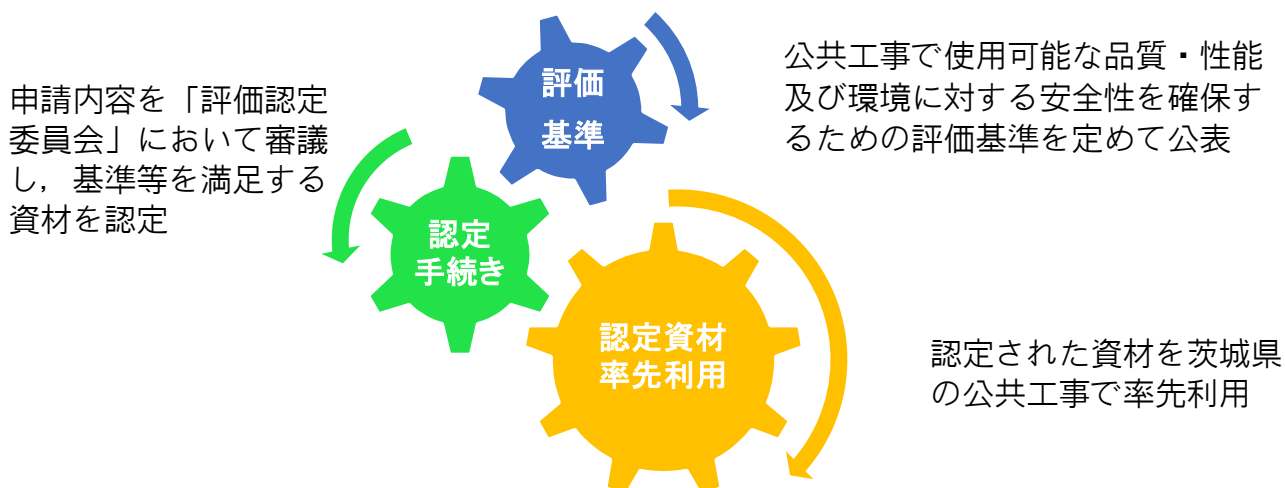 評価
基準
公共工事で使用可能な品質・性能
及び環境に対する安全性を確保す
るための評価基準を定めて公表
申請内容を「評価認定
委員会」において審議
し，基準等を満足する
資材を認定
認定
手続き
認定資材
率先利用
認定された資材を茨城県
の公共工事で率先利用